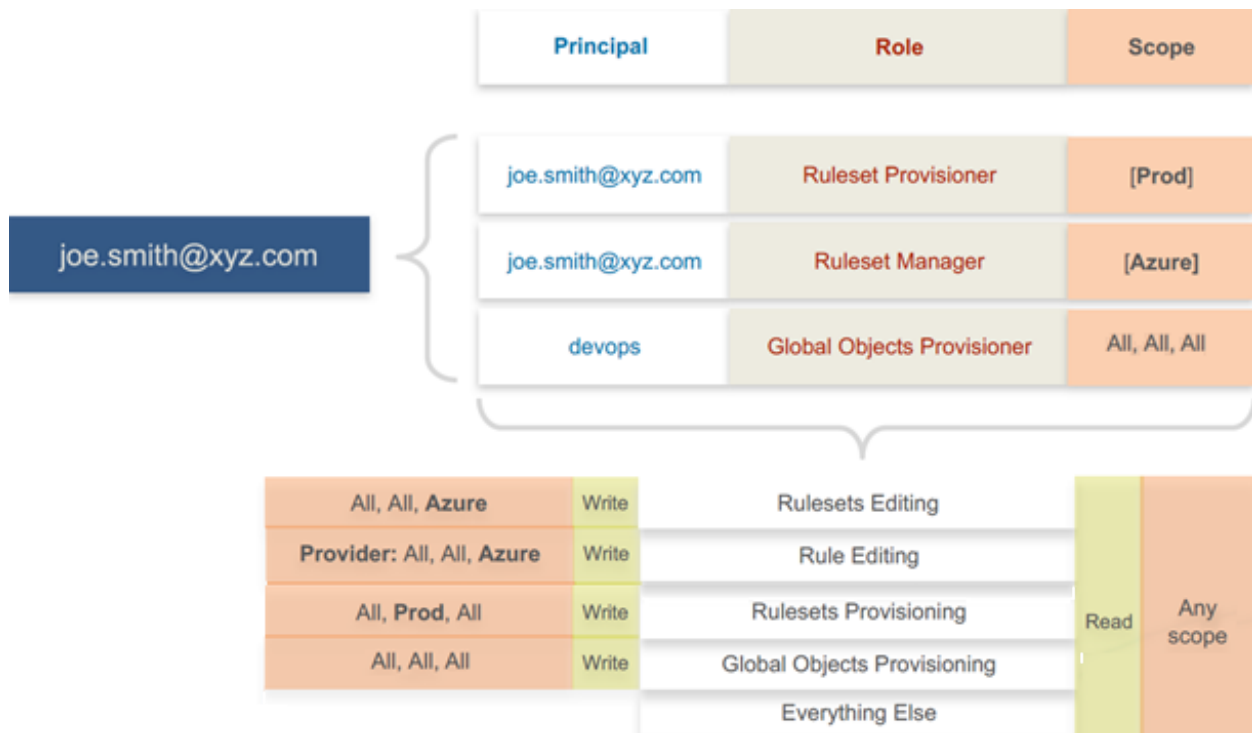 Principal Role Scope
joe.smith@xyz.com Ruleset Provisioner [Prod]
joe.smith@xyz.com
joe.smith@xyz.com Ruleset Manager [Azure]
devops Global Objects Provisioner All, All, All
All, All, Azure Write Rulesets Editing
Provider: All, All, Azure Write Rule Editing
All, Prod, All Write Rulesets Provisioning
Read
Any
scope
All, All, All Write Global Objects Provisioning
Everything Else